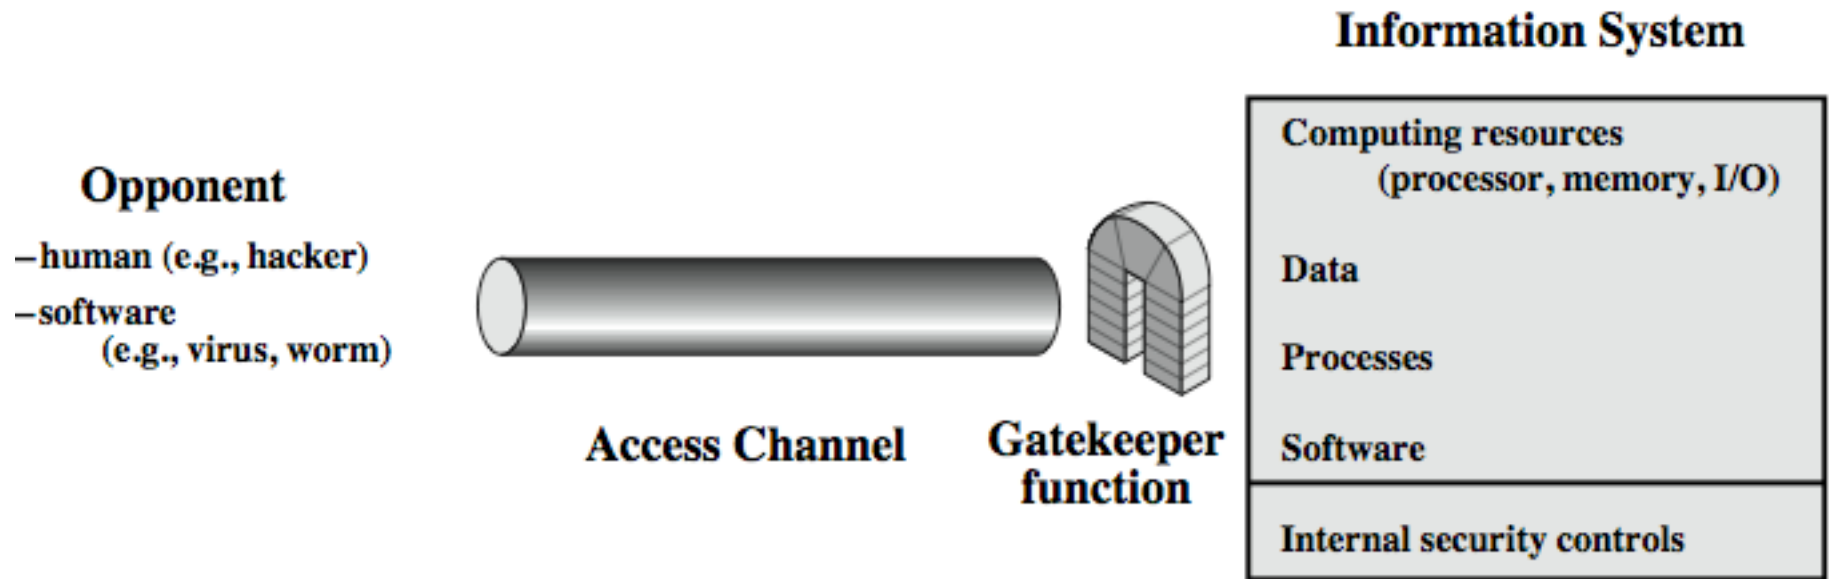 Information System
Opponent
–human (e.g., hacker)
–software
(e.g., virus, worm)
Access Channel
Gatekeeper
function
Computing resources
(processor, memory, I/O)
Data
Processes
Software
Internal security controls